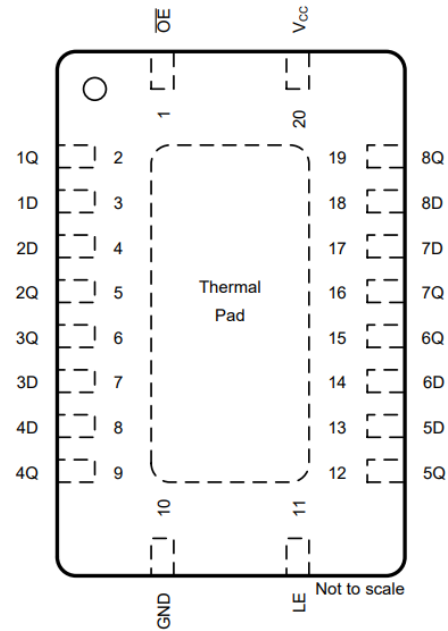 O̅E̅ VCC
1 20
1Q 2 19 8Q
1D 3 18 8D
2D 4 17 7D
2Q 5 16 7Q
Thermal
Pad
3Q 6 15 6Q
3D 7 14 6D
4D 8 13 5D
4Q 9 12 5Q
10 11
GND LE
Not to scale